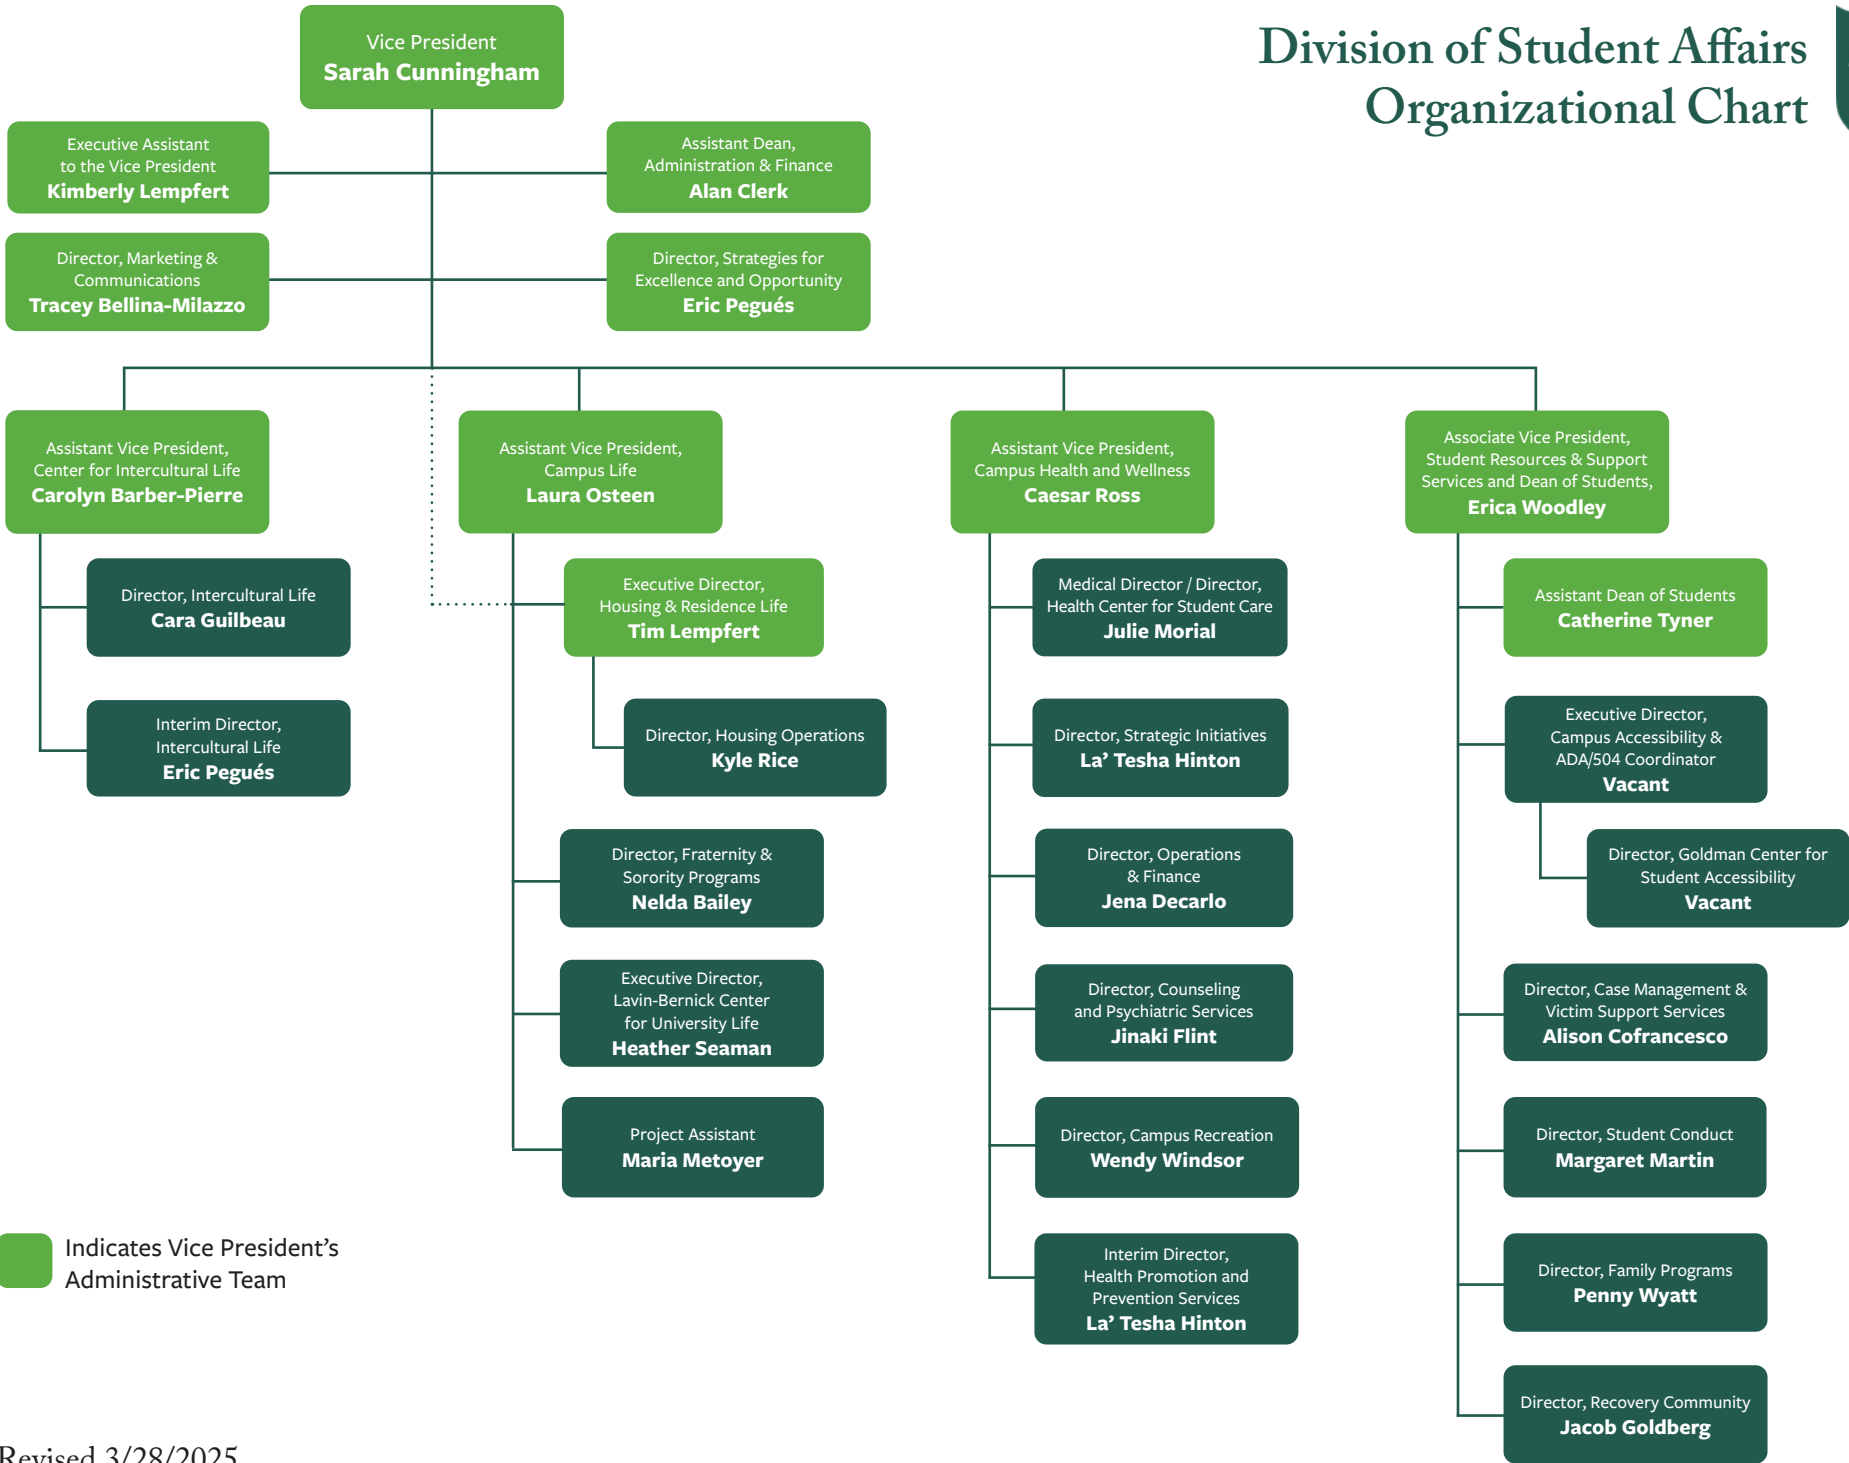 Division of Student Affairs
Organizational Chart
Vice President
Sarah Cunningham
Executive Assistant
to the Vice President
Kimberly Lempfert
Assistant Dean,
Administration & Finance
Alan Clerk
Director, Marketing &
Communications
Tracey Bellina-Milazzo
Director, Strategies for
Excellence and Opportunity
Eric Pegués
Assistant Vice President,
Center for Intercultural Life
Carolyn Barber-Pierre
Director, Intercultural Life
Cara Guilbeau
Interim Director,
Intercultural Life
Eric Pegués
Assistant Vice President,
Campus Life
Laura Osteen
Executive Director,
Housing & Residence Life
Tim Lempfert
Director, Housing Operations
Kyle Rice
Director, Fraternity &
Sorority Programs
Nelda Bailey
Executive Director,
Lavin-Bernick Center
for University Life
Heather Seaman
Project Assistant
Maria Metoyer
Assistant Vice President,
Campus Health and Wellness
Caesar Ross
Medical Director / Director,
Health Center for Student Care
Julie Morial
Director, Strategic Initiatives
La’ Tesha Hinton
Director, Operations
& Finance
Jena Decarlo
Director, Counseling
and Psychiatric Services
Jinaki Flint
Director, Campus Recreation
Wendy Windsor
Interim Director,
Health Promotion and
Prevention Services
La’ Tesha Hinton
Associate Vice President,
Student Resources & Support
Services and Dean of Students,
Erica Woodley
Assistant Dean of Students
Catherine Tyner
Executive Director,
Campus Accessibility &
ADA/504 Coordinator
Vacant
Director, Goldman Center for
Student Accessibility
Vacant
Director, Case Management &
Victim Support Services
Alison Cofrancesco
Director, Student Conduct
Margaret Martin
Director, Family Programs
Penny Wyatt
Director, Recovery Community
Jacob Goldberg
Indicates Vice President’s
Administrative Team
Revised 3/28/2025